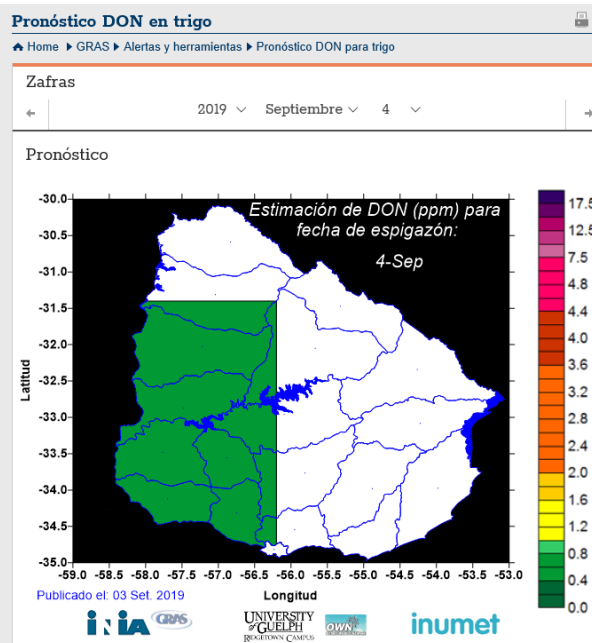 Pronóstico DON en trigo
Home GRAS Alertas y herramientas Pronóstico DON para trigo
Zafras
2019 Septiembre 4
Pronóstico
Estimación de DON (ppm) para
fecha de espigazón:
4-Sep
-30.0
-30.5
-31.0
-31.5
-32.0
-32.5
-33.0
-33.5
-34.0
-34.5
-35.0
Latitud
-59.0 -58.5 -58.0 -57.5 -57.0 -56.5 -56.0 -55.5 -55.0 -54.5 -54.0 -53.5 -53.0
Longitud
17.5
12.5
7.5
5.8
4.8
4.4
4.0
3.6
3.2
2.8
2.4
2.0
1.6
1.2
0.8
0.4
0.0
Publicado el: 03 Set. 2019
inia GRAS
UNIVERSITY
of GUELPH
RIDGETOWN CAMPUS
OWN
inumet